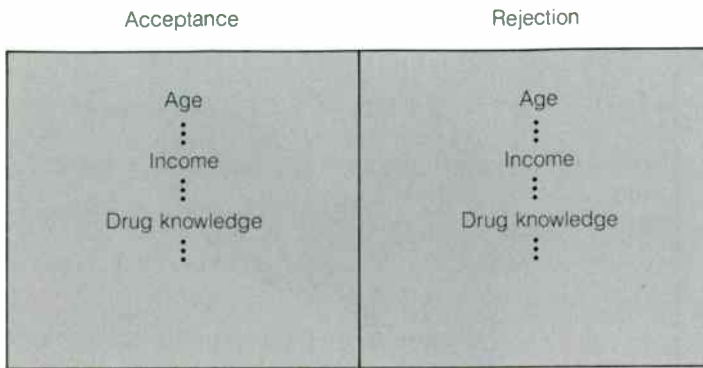 Acceptance Rejection
Age Age
Income Income
Drug knowledge Drug knowledge